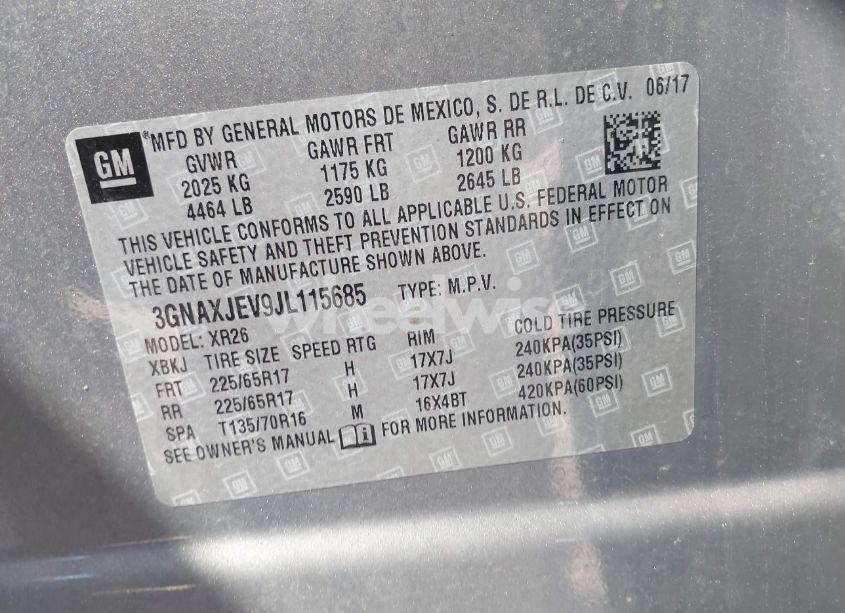 GM
® MFD BY GENERAL MOTORS DE MEXICO, S. DE R.L. DE C.V. 06/17
GVWR GAWR FRT GAWR RR
2025 KG 1175 KG 1200 KG
4464 LB 2590 LB 2645 LB
THIS VEHICLE CONFORMS TO ALL APPLICABLE U.S. FEDERAL MOTOR
VEHICLE SAFETY AND THEFT PREVENTION STANDARDS IN EFFECT ON
THE DATE OF MANUFACTURE SHOWN ABOVE.
3GNAXJEV9JL115685 TYPE: M.P.V.
MODEL: XR26
XBKJ TIRE SIZE SPEED RTG RIM COLD TIRE PRESSURE
FRT 225/65R17 H 17X7J 240KPA(35PSI)
RR 225/65R17 H 17X7J 240KPA(35PSI)
SPA T135/70R16 M 16X4BT 420KPA(60PSI)
SEE OWNER'S MANUAL FOR MORE INFORMATION.
wheelwise